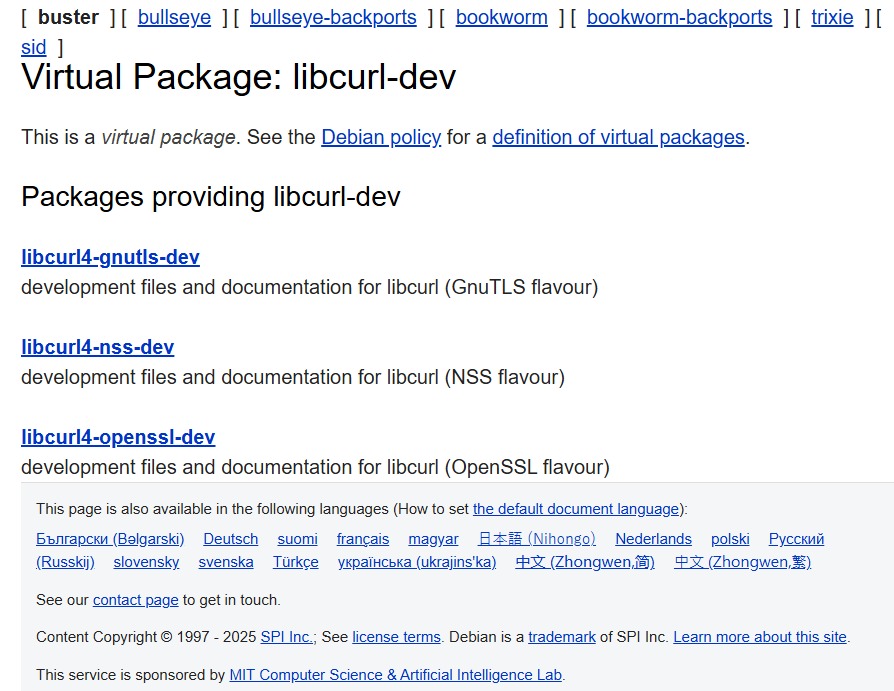 [ buster ] [ bullseye ] [ bullseye-backports ] [ bookworm ] [ bookworm-backports ] [ trixie ] [
sid ]
Virtual Package: libcurl-dev
This is a virtual package. See the Debian policy for a definition of virtual packages.
Packages providing libcurl-dev
libcurl4-gnutls-dev
development files and documentation for libcurl (GnuTLS flavour)
libcurl4-nss-dev
development files and documentation for libcurl (NSS flavour)
libcurl4-openssl-dev
development files and documentation for libcurl (OpenSSL flavour)
This page is also available in the following languages (How to set the default document language):
Български (Bəlgarski) Deutsch suomi français magyar 日本語 (Nihongo) Nederlands polski Русский
(Russkij) slovensky svenska Türkçe українська (ukrajins'ka) 中文 (Zhongwen,简) 中文 (Zhongwen,繁)
See our contact page to get in touch.
Content Copyright © 1997 - 2025 SPI Inc.; See license terms. Debian is a trademark of SPI Inc. Learn more about this site.
This service is sponsored by MIT Computer Science & Artificial Intelligence Lab.